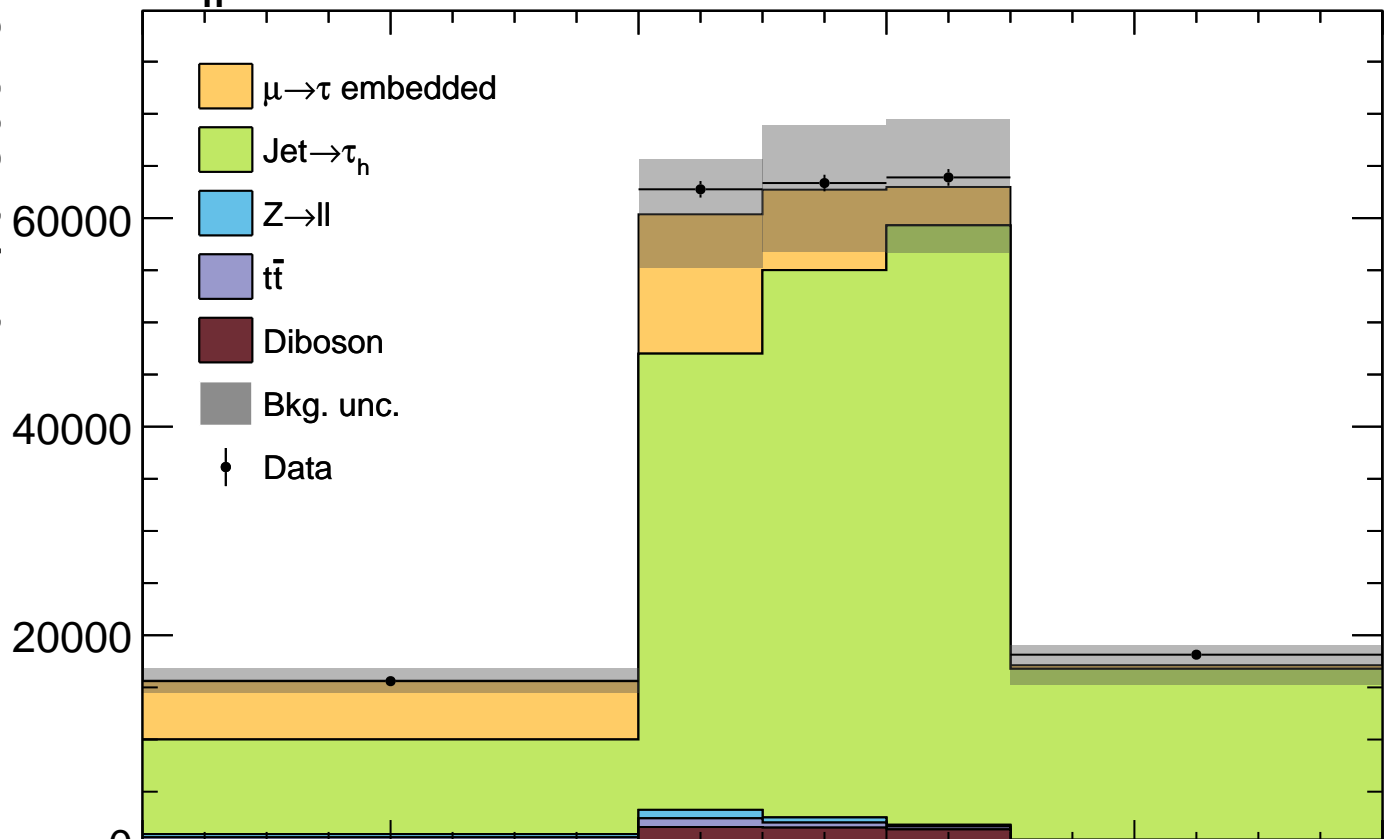 μ→τ embedded
Jet→τh
Z→ll
tt̄
Diboson
Bkg. unc.
Data
60000
40000
20000
0